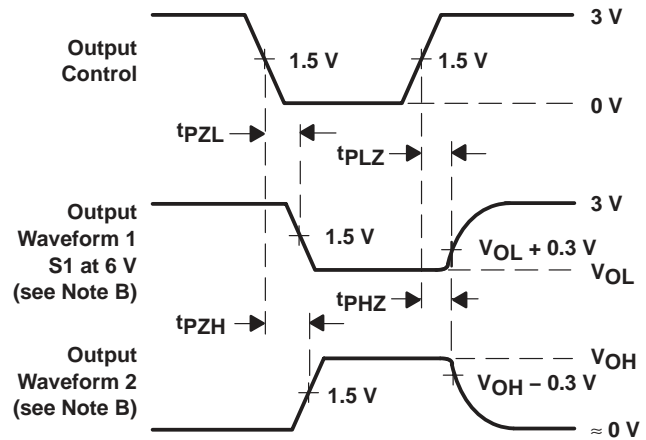 3 V
Output
Control
1.5 V
1.5 V
0 V
tPZL
tPLZ
Output
Waveform 1
S1 at 6 V
(see Note B)
3 V
1.5 V
VOL + 0.3 V
VOL
tPHZ
tPZH
Output
Waveform 2
(see Note B)
VOH
1.5 V
VOH – 0.3 V
≈ 0 V